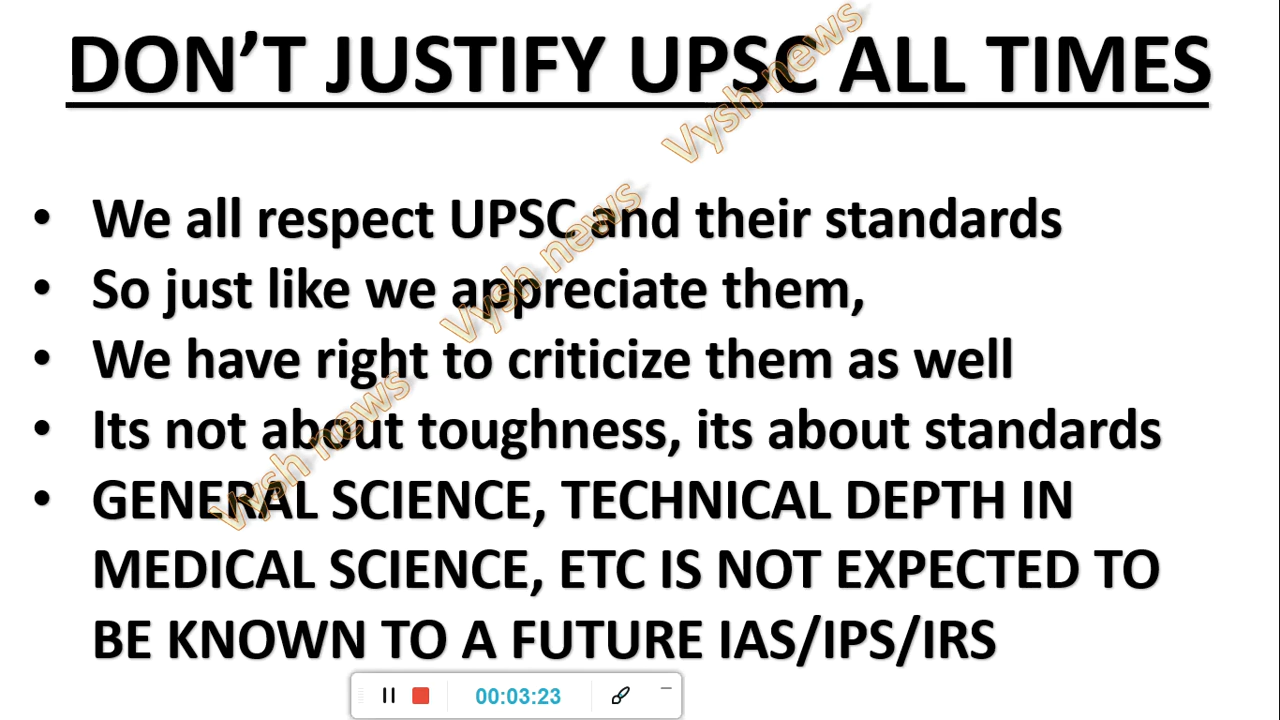 DON’T JUSTIFY UPSC ALL TIMES
• We all respect UPSC and their standards
• So just like we appreciate them,
• We have right to criticize them as well
• Its not about toughness, its about standards
• GENERAL SCIENCE, TECHNICAL DEPTH IN
MEDICAL SCIENCE, ETC IS NOT EXPECTED TO
BE KNOWN TO A FUTURE IAS/IPS/IRS
Vysh news
Vysh news
Vysh news
00:03:23